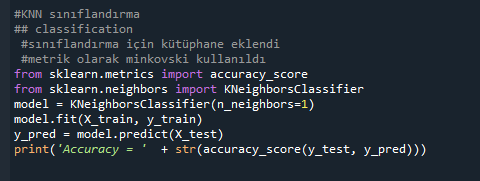 #KNN sınıflandırma
## classification
#sınıflandırma için kütüphane eklendi
#metrik olarak minkovski kullanıldı
from sklearn.metrics import accuracy_score
from sklearn.neighbors import KNeighborsClassifier
model = KNeighborsClassifier(n_neighbors=1)
model.fit(X_train, y_train)
y_pred = model.predict(X_test)
print('Accuracy = '  + str(accuracy_score(y_test, y_pred)))